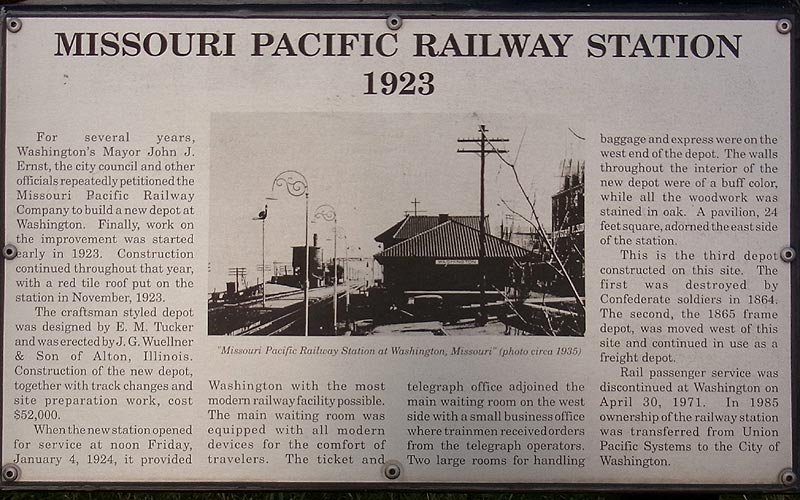 MISSOURI PACIFIC RAILWAY STATION
1923
For several years,
Washington's Mayor John J.
Ernst, the city council and other
officials repeatedly petitioned the
Missouri Pacific Railway
Company to build a new depot at
Washington. Finally, work on
the improvement was started
early in 1923. Construction
continued throughout that year,
with a red tile roof put on the
station in November, 1923.
The craftsman styled depot
was designed by E. M. Tucker
and was erected by J. G. Wuellner
& Son of Alton, Illinois.
Construction of the new depot,
together with track changes and
site preparation work, cost
$52,000.
When the new station opened
for service at noon Friday,
January 4, 1924, it provided
WASHINGTON
"Missouri Pacific Railway Station at Washington, Missouri" (photo circa 1935)
Washington with the most
modern railway facility possible.
The main waiting room was
equipped with all modern
devices for the comfort of
travelers. The ticket and
telegraph office adjoined the
main waiting room on the west
side with a small business office
where trainmen received orders
from the telegraph operators.
Two large rooms for handling
baggage and express were on the
west end of the depot. The walls
throughout the interior of the
new depot were of a buff color,
while all the woodwork was
stained in oak. A pavilion, 24
feet square, adorned the east side
of the station.
This is the third depot
constructed on this site. The
first was destroyed by
Confederate soldiers in 1864.
The second, the 1865 frame
depot, was moved west of this
site and continued in use as a
freight depot.
Rail passenger service was
discontinued at Washington on
April 30, 1971. In 1985
ownership of the railway station
was transferred from Union
Pacific Systems to the City of
Washington.